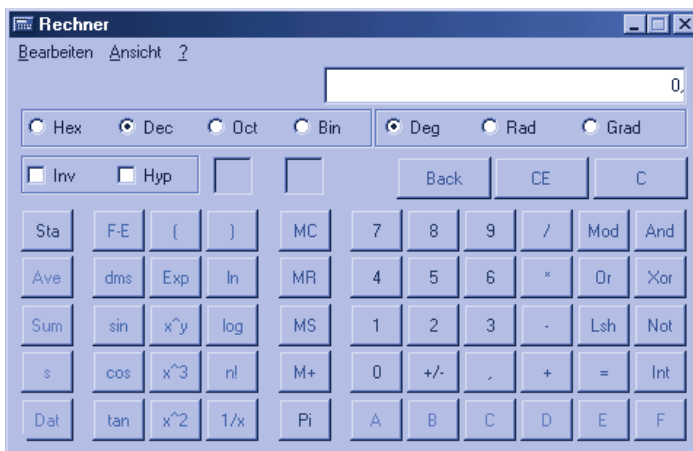 Rechner
Bearbeiten Ansicht ?
0,
Hex Dec Oct Bin Deg Rad Grad
Inv Hyp Back CE C
Sta F-E ( ) MC 7 8 9 / Mod And
Ave dms Exp ln MR 4 5 6 * Or Xor
Sum sin x^y log MS 1 2 3 - Lsh Not
s cos x^3 n! M+ 0 +/- , + = Int
Dat tan x^2 1/x Pi A B C D E F